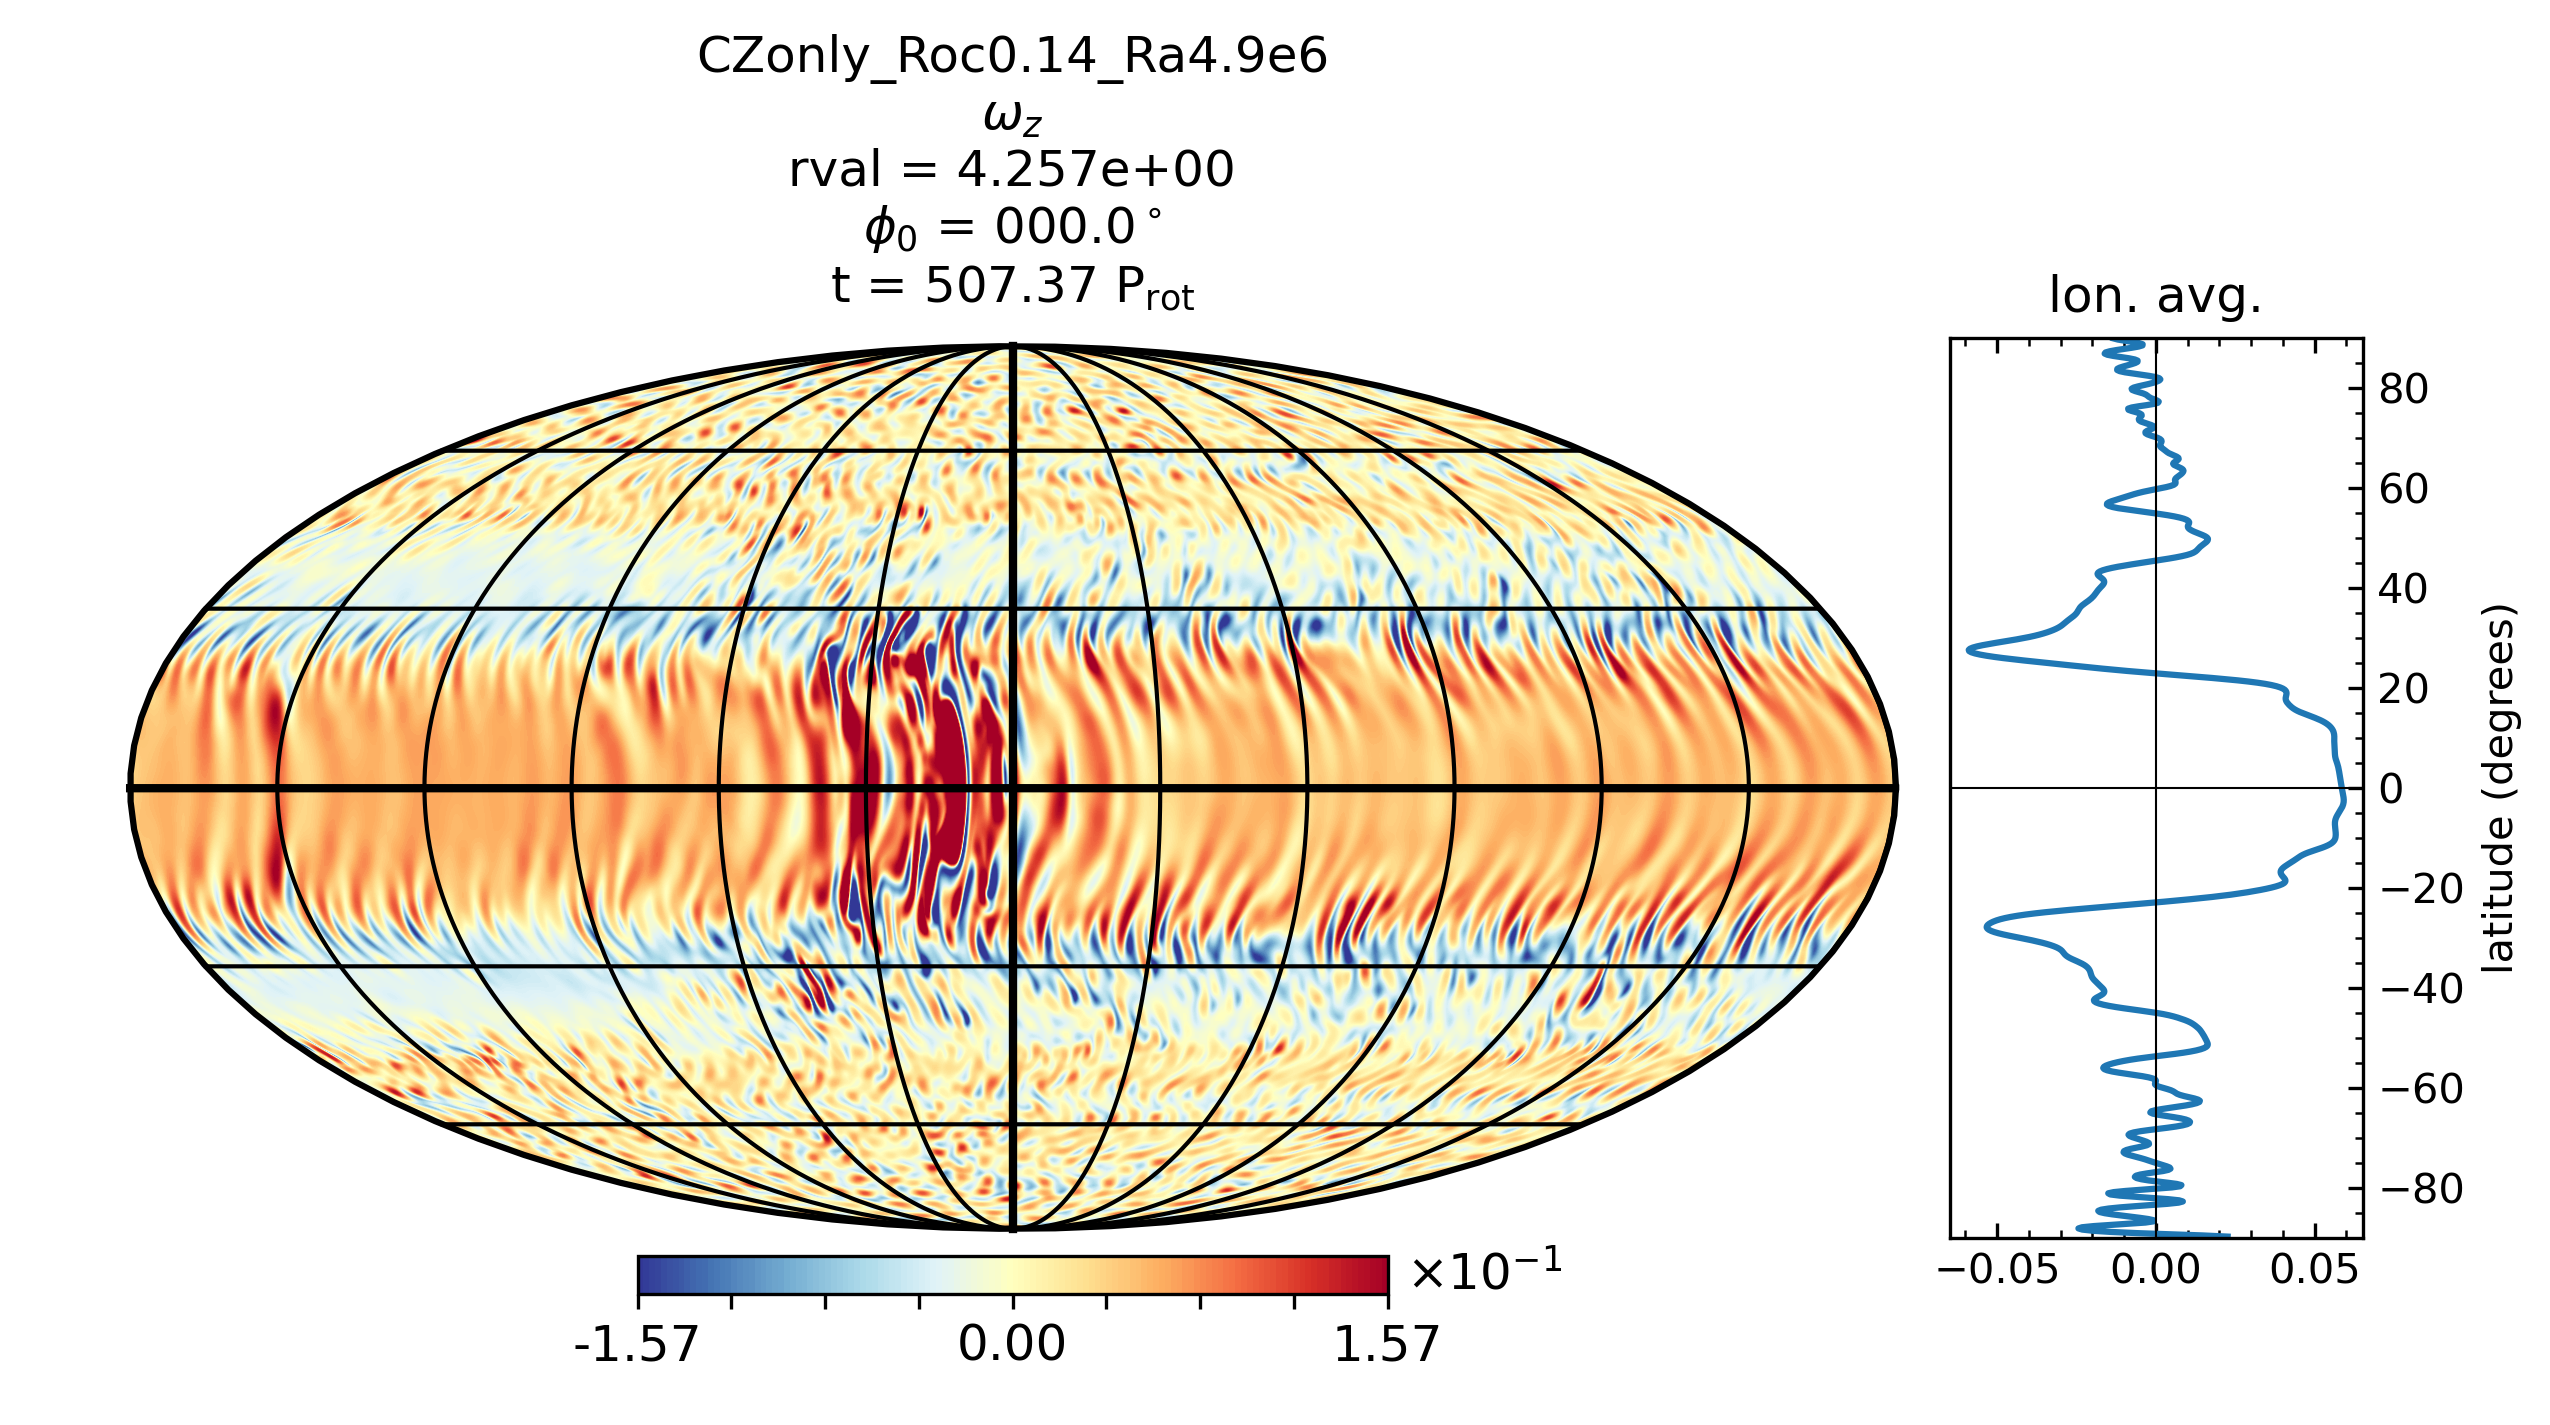 CZonly_Roc0.14_Ra4.9e6
ω_z
rval = 4.257e+00
ϕ₀ = 000.0°
t = 507.37 P_rot
lon. avg.
80
60
40
20
0
−20
−40
−60
−80
latitude (degrees)
−0.05 0.00 0.05
×10⁻¹
-1.57 0.00 1.57